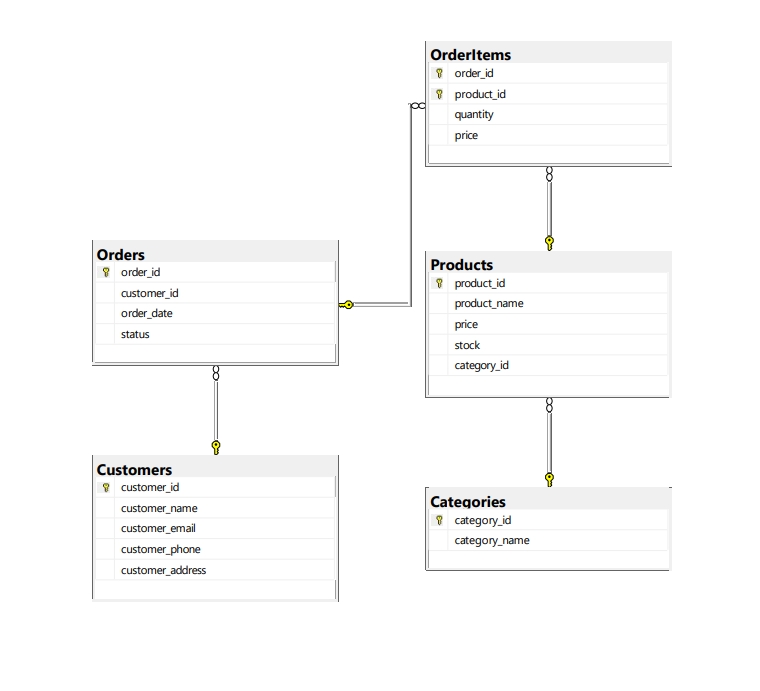 OrderItems
order_id
product_id
quantity
price
Orders
order_id
customer_id
order_date
status
Products
product_id
product_name
price
stock
category_id
Customers
customer_id
customer_name
customer_email
customer_phone
customer_address
Categories
category_id
category_name